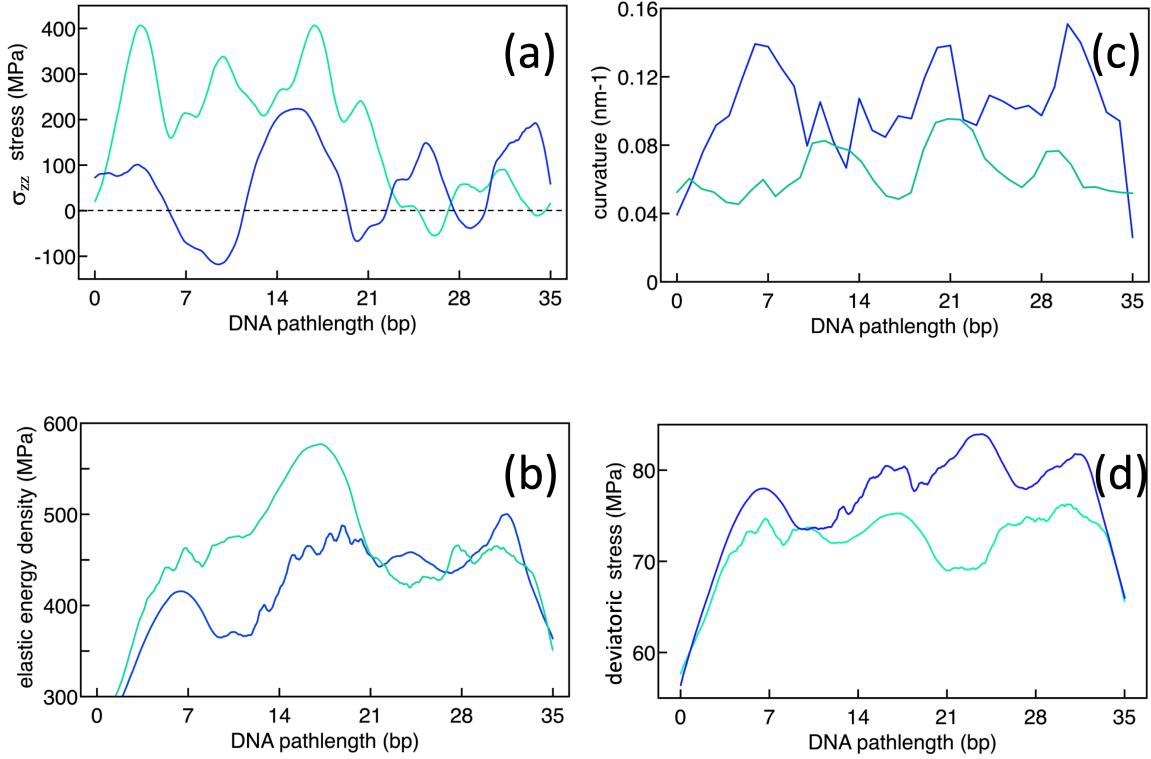 (a)
σzz stress (MPa)
400
300
200
100
0
-100
0 7 14 21 28 35
DNA pathlength (bp)
(c)
curvature (nm-1)
0.16
0.12
0.08
0.04
0
0 7 14 21 28 35
DNA pathlength (bp)
(b)
elastic energy density (MPa)
600
500
400
300
0 7 14 21 28 35
DNA pathlength (bp)
(d)
deviatoric stress (MPa)
80
70
60
0 7 14 21 28 35
DNA pathlength (bp)